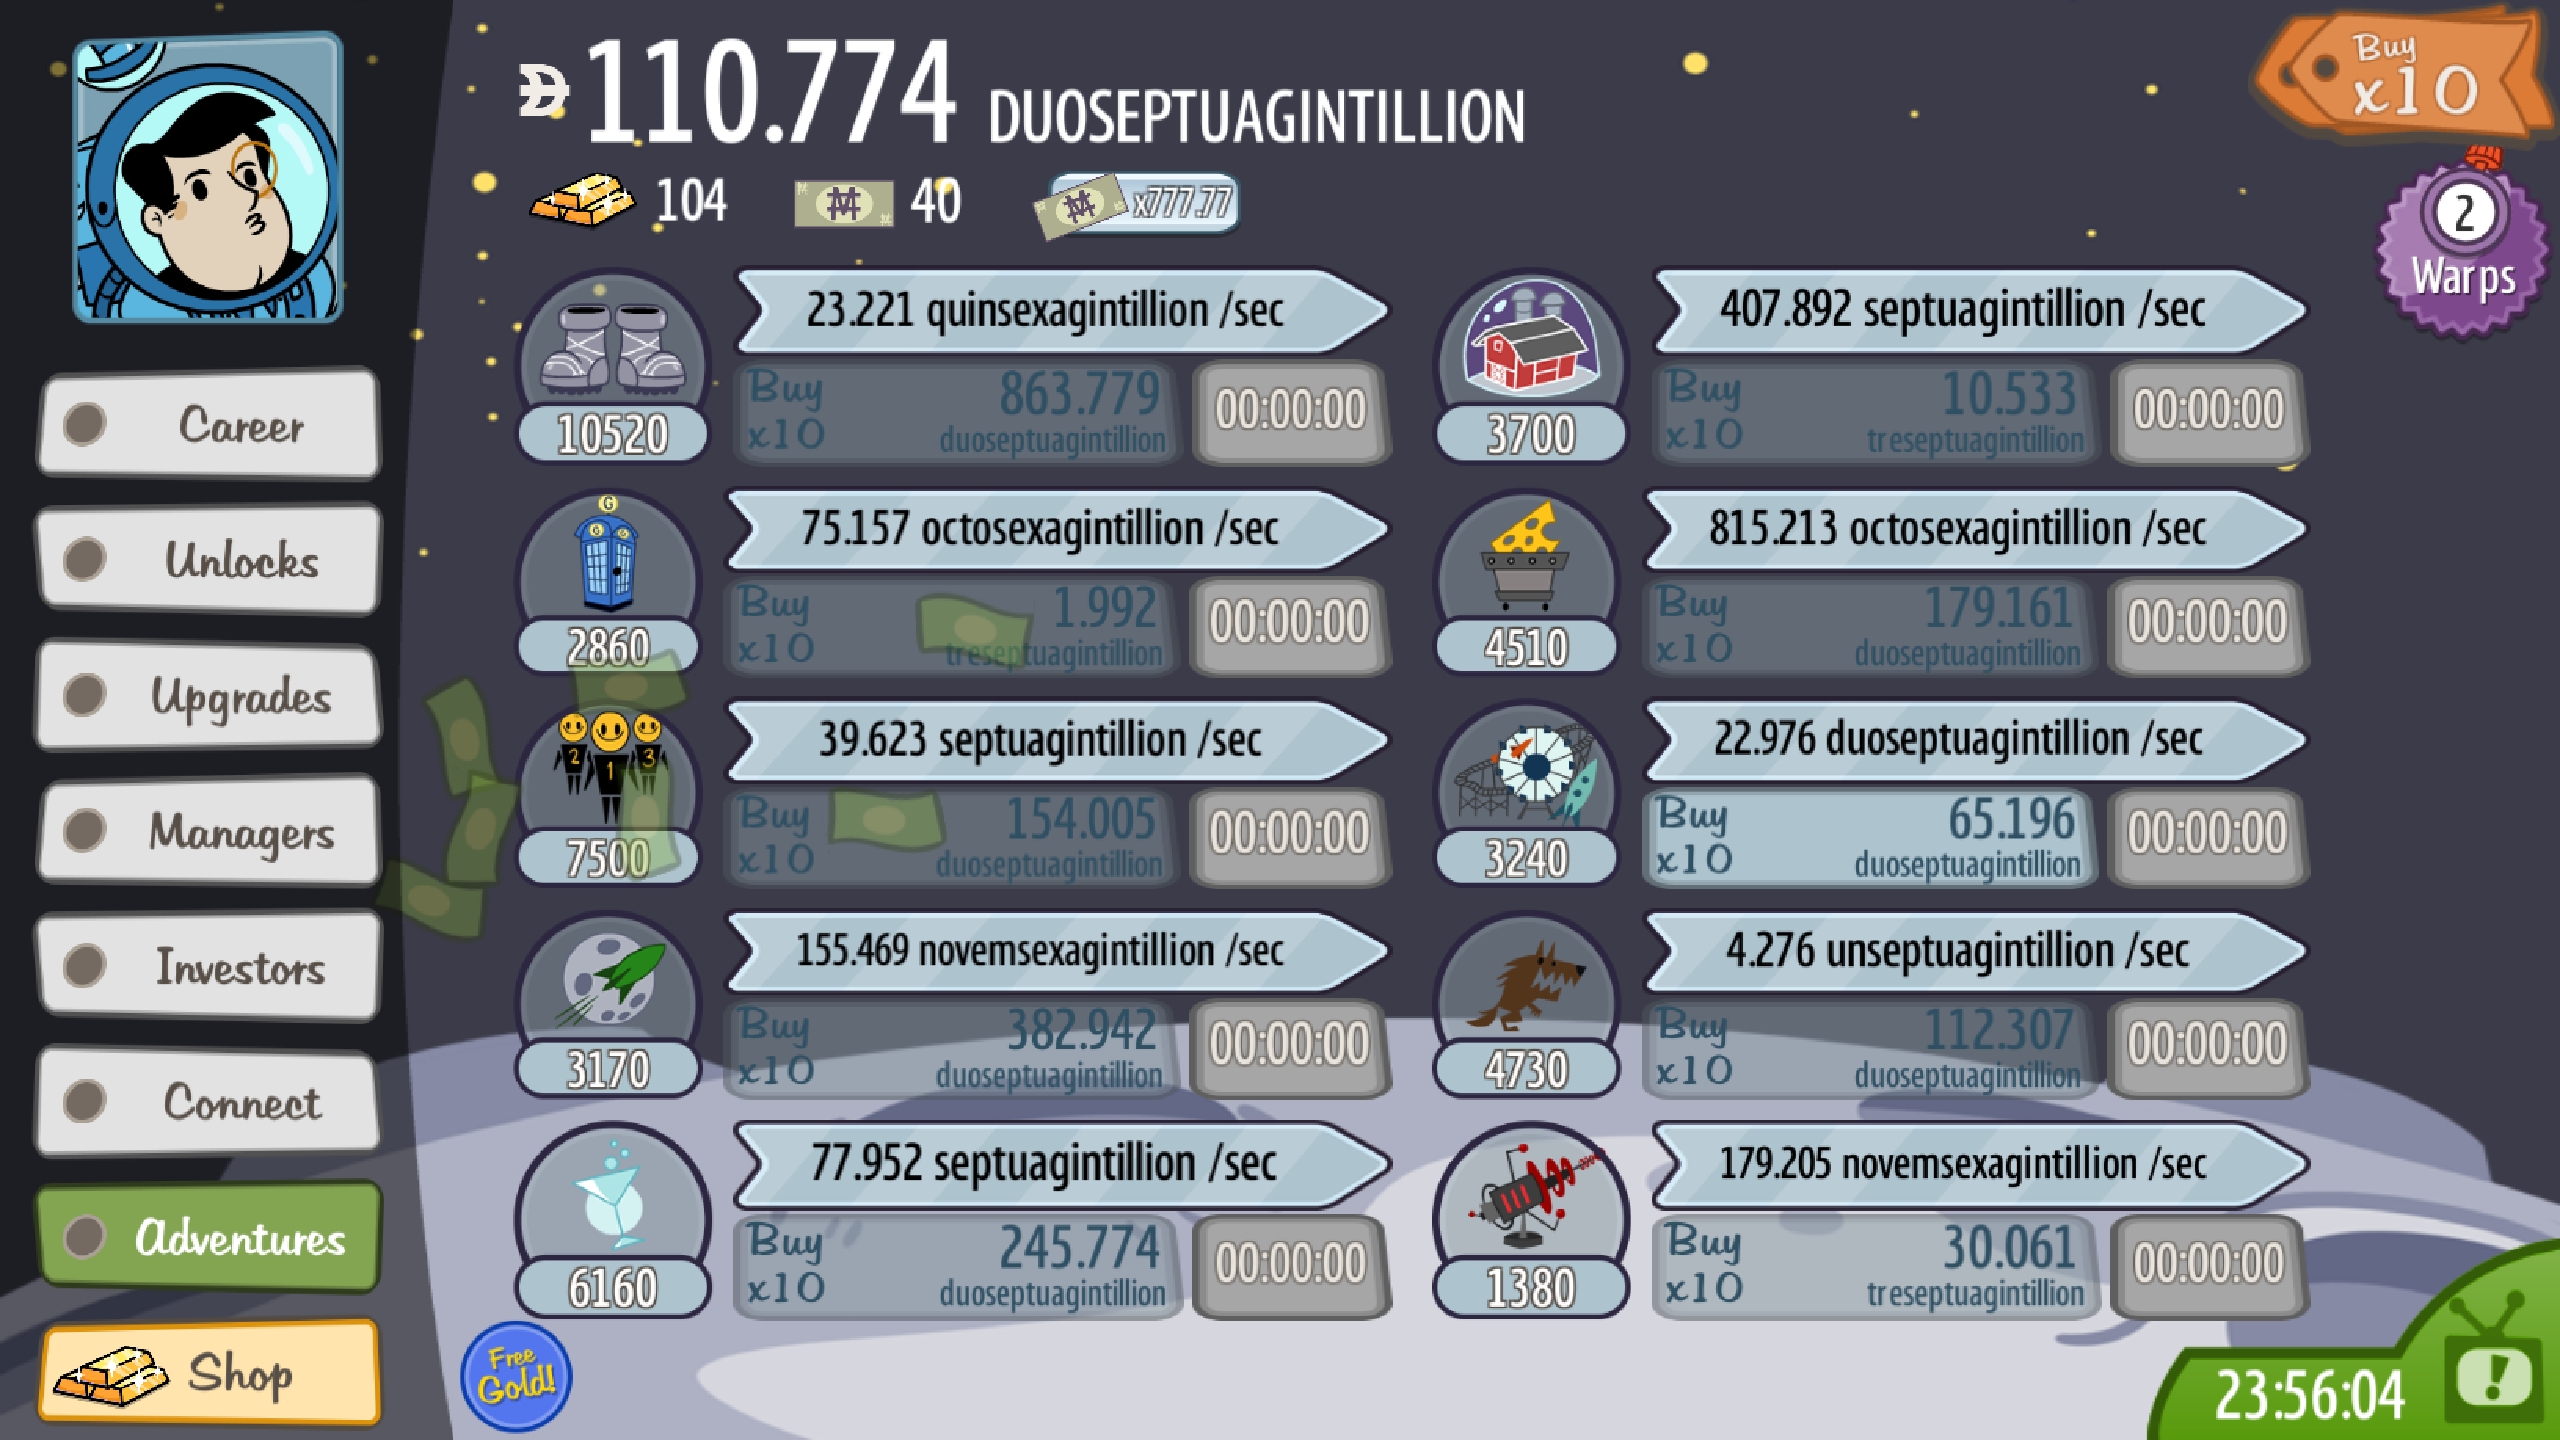 110.774 DUOSEPTUAGINTILLION
Buy
x10
104
40
x777.77
2
Warps
Career
Unlocks
Upgrades
Managers
Investors
Connect
Adventures
Shop
23.221 quinsexagintillion /sec
10520
Buy
x10
863.779
duoseptuagintillion
00:00:00
407.892 septuagintillion /sec
3700
Buy
x10
10.533
treseptuagintillion
00:00:00
G
G G
75.157 octosexagintillion /sec
2860
Buy
x10
1.992
treseptuagintillion
00:00:00
815.213 octosexagintillion /sec
4510
Buy
x10
179.161
duoseptuagintillion
00:00:00
2 1 3
39.623 septuagintillion /sec
7500
Buy
x10
154.005
duoseptuagintillion
00:00:00
22.976 duoseptuagintillion /sec
3240
Buy
x10
65.196
duoseptuagintillion
00:00:00
155.469 novemsexagintillion /sec
3170
Buy
x10
382.942
duoseptuagintillion
00:00:00
4.276 unseptuagintillion /sec
4730
Buy
x10
112.307
duoseptuagintillion
00:00:00
77.952 septuagintillion /sec
6160
Buy
x10
245.774
duoseptuagintillion
00:00:00
179.205 novemsexagintillion /sec
1380
Buy
x10
30.061
treseptuagintillion
00:00:00
Free
Gold!
23:56:04
!